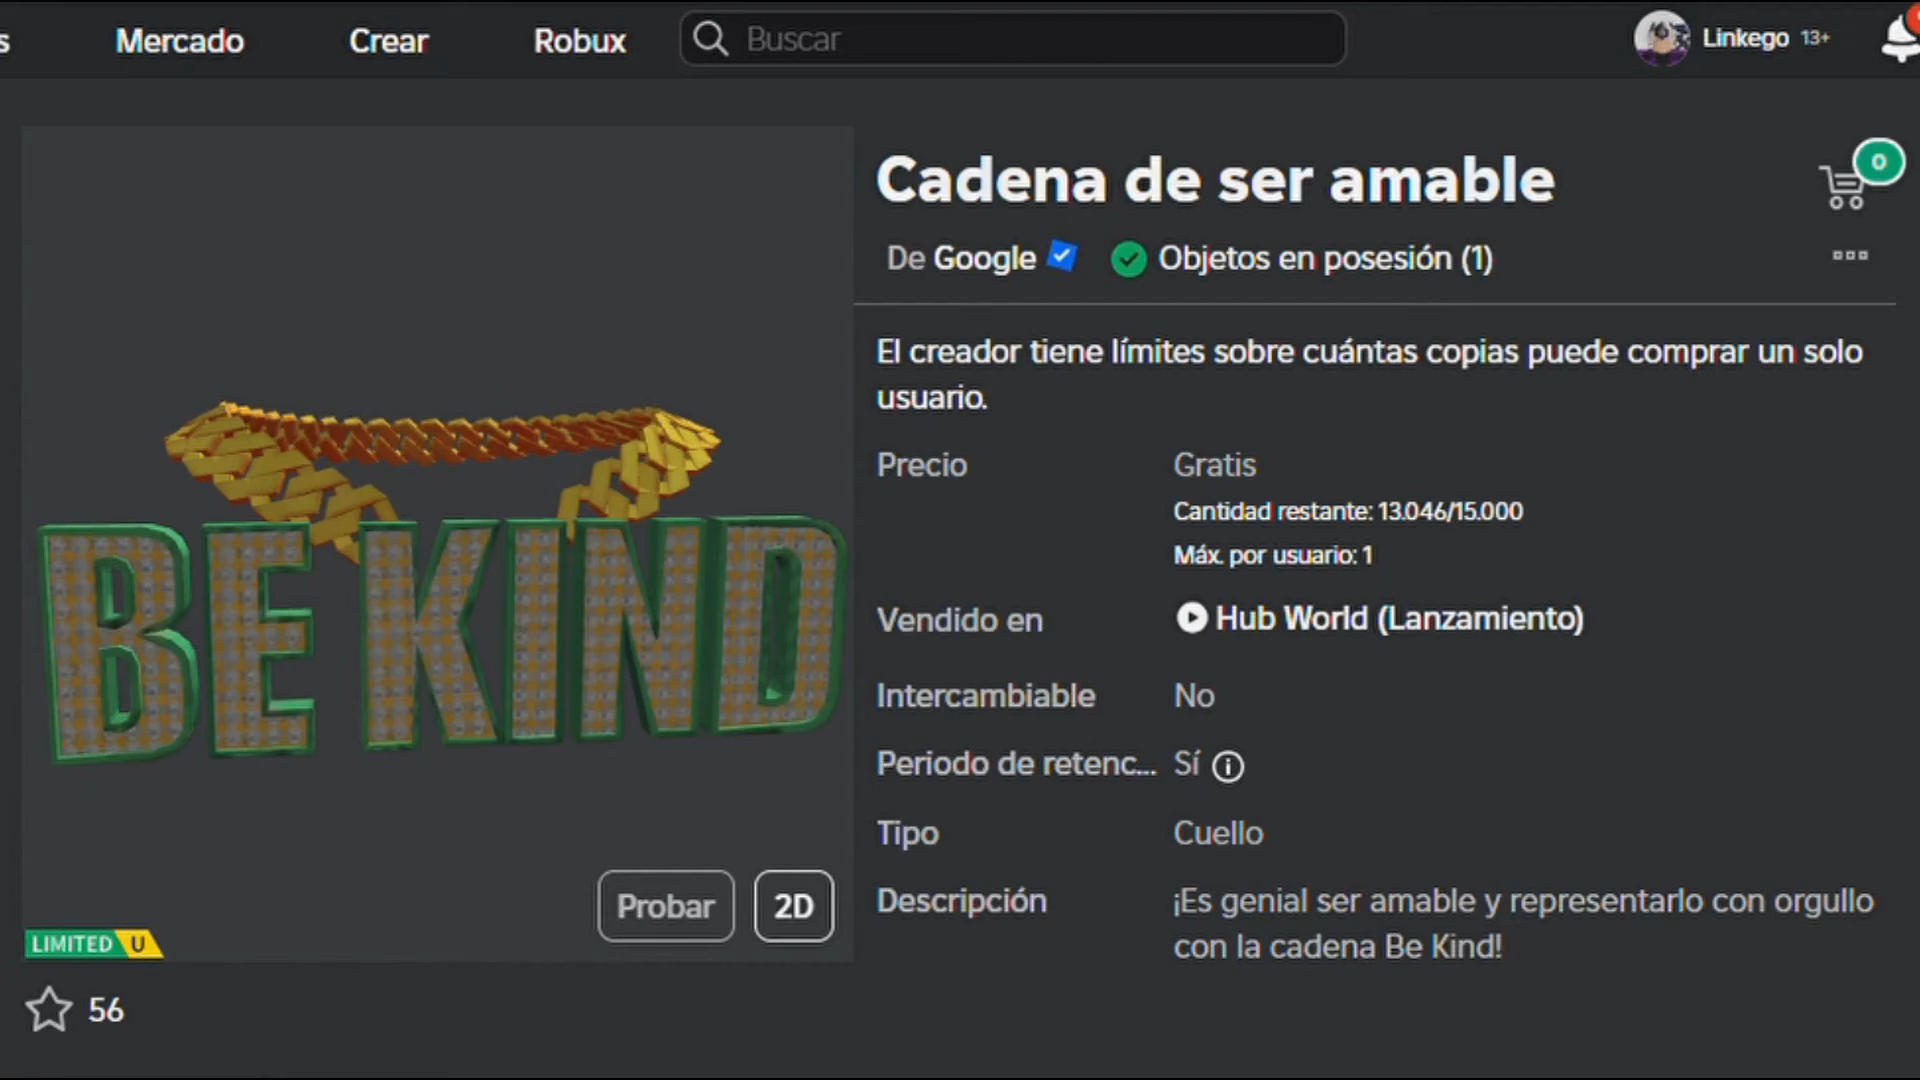 s
Mercado
Crear
Robux
Buscar
Linkego 13+
Cadena de ser amable
0
De Google
Objetos en posesión (1)
El creador tiene límites sobre cuántas copias puede comprar un solo
usuario.
Precio
Gratis
Cantidad restante: 13.046/15.000
Máx. por usuario: 1
Vendido en
Hub World (Lanzamiento)
Intercambiable
No
Periodo de retenc...
Sí
Tipo
Cuello
Descripción
¡Es genial ser amable y representarlo con orgullo
con la cadena Be Kind!
BE KIND
Probar
2D
LIMITED U
56